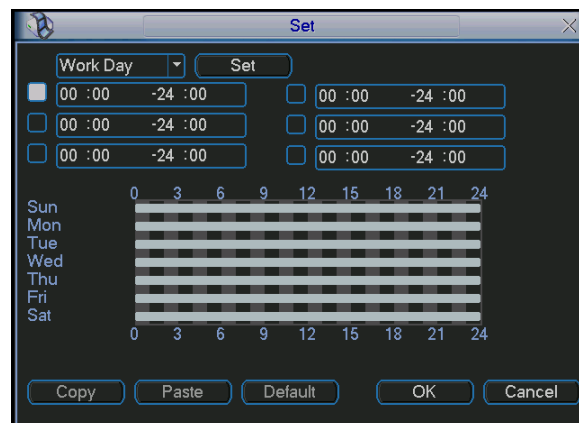 Set
Work Day Set
00 :00 -24 :00 00 :00 -24 :00
00 :00 -24 :00 00 :00 -24 :00
00 :00 -24 :00 00 :00 -24 :00
0 3 6 9 12 15 18 21 24
Sun
Mon
Tue
Wed
Thu
Fri
Sat
0 3 6 9 12 15 18 21 24
Copy Paste Default OK Cancel